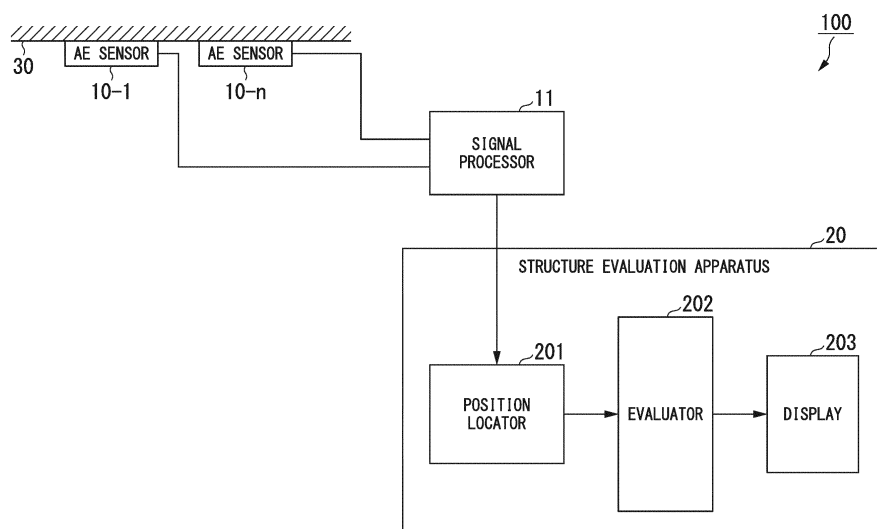 100
30
AE SENSOR
AE SENSOR
10-1
10-n
11
SIGNAL
PROCESSOR
20
STRUCTURE EVALUATION APPARATUS
201
POSITION
LOCATOR
202
EVALUATOR
203
DISPLAY